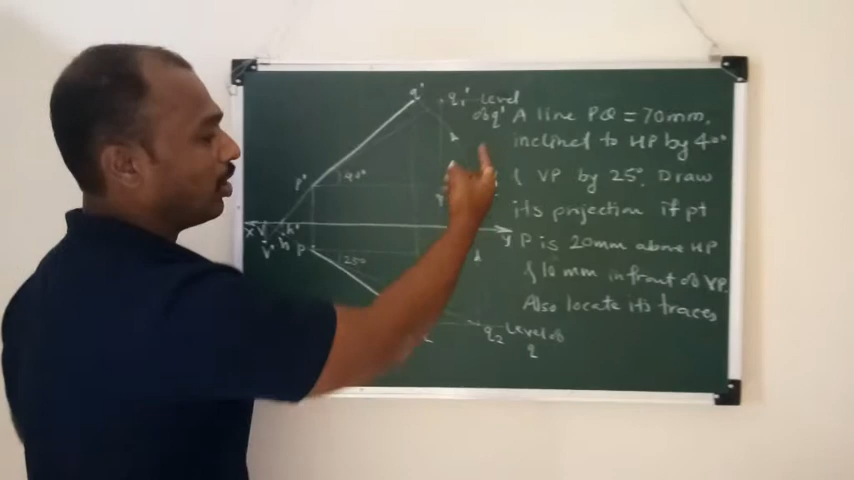 A line PQ = 70mm,
inclined to HP by 40°
& VP by 25°. Draw
its projection if pt
P is 20mm above HP
& 10 mm in front of VP.
Also locate its traces,
q'
q₁' Level
of q'
p'
40°
X V h'
v' h P
y
25°
q₂ Level of
q